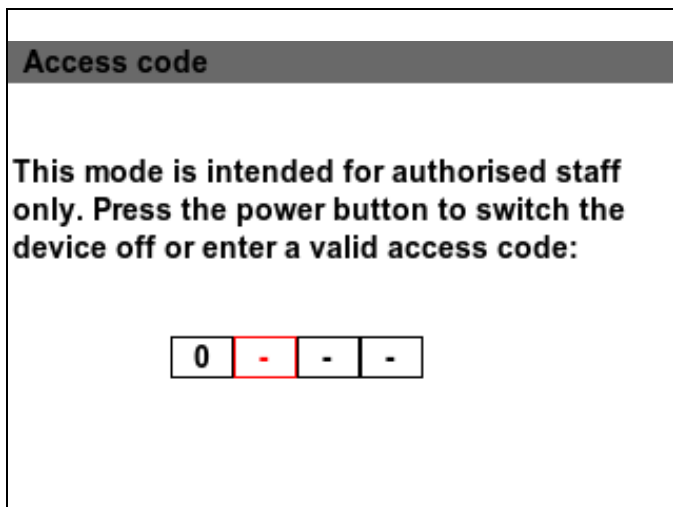 Access code
This mode is intended for authorised staff
only. Press the power button to switch the
device off or enter a valid access code:
0 - - -